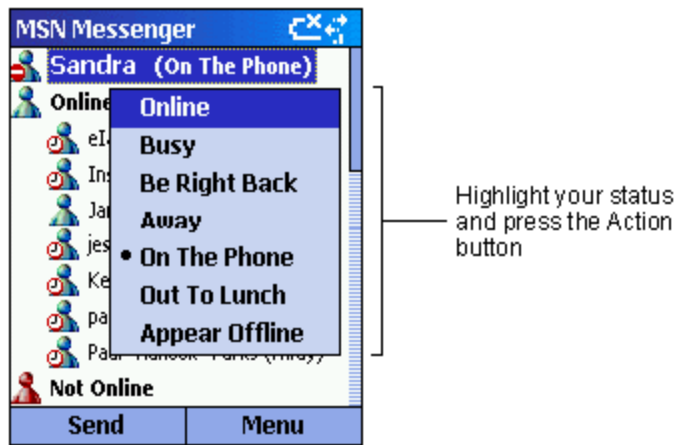 MSN Messenger
Sandra (On The Phone)
Online
Online
Busy
Be Right Back
Away
• On The Phone
Out To Lunch
Appear Offline
Not Online
Send Menu
Highlight your status
and press the Action
button